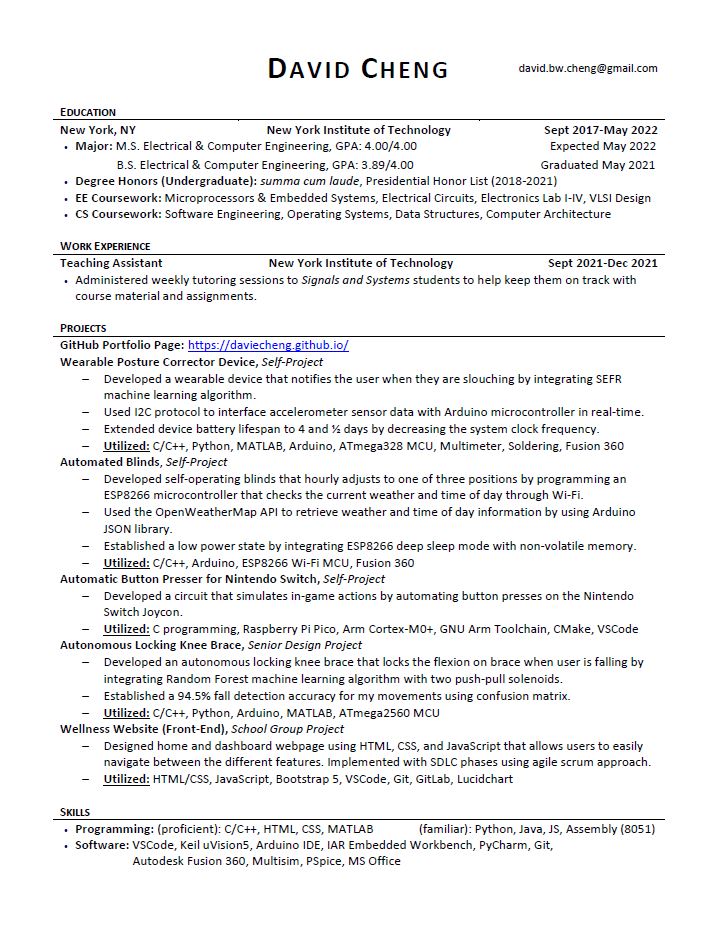 DAVID CHENG david.bw.cheng@gmail.com
EDUCATION
New York, NY New York Institute of Technology Sept 2017-May 2022
• Major: M.S. Electrical & Computer Engineering, GPA: 4.00/4.00 Expected May 2022
B.S. Electrical & Computer Engineering, GPA: 3.89/4.00 Graduated May 2021
• Degree Honors (Undergraduate): summa cum laude, Presidential Honor List (2018-2021)
• EE Coursework: Microprocessors & Embedded Systems, Electrical Circuits, Electronics Lab I-IV, VLSI Design
• CS Coursework: Software Engineering, Operating Systems, Data Structures, Computer Architecture
WORK EXPERIENCE
Teaching Assistant New York Institute of Technology Sept 2021-Dec 2021
• Administered weekly tutoring sessions to Signals and Systems students to help keep them on track with
course material and assignments.
PROJECTS
GitHub Portfolio Page: https://daviecheng.github.io/
Wearable Posture Corrector Device, Self-Project
– Developed a wearable device that notifies the user when they are slouching by integrating SEFR
machine learning algorithm.
– Used I2C protocol to interface accelerometer sensor data with Arduino microcontroller in real-time.
– Extended device battery lifespan to 4 and ½ days by decreasing the system clock frequency.
– Utilized: C/C++, Python, MATLAB, Arduino, ATmega328 MCU, Multimeter, Soldering, Fusion 360
Automated Blinds, Self-Project
– Developed self-operating blinds that hourly adjusts to one of three positions by programming an
ESP8266 microcontroller that checks the current weather and time of day through Wi-Fi.
– Used the OpenWeatherMap API to retrieve weather and time of day information by using Arduino
JSON library.
– Established a low power state by integrating ESP8266 deep sleep mode with non-volatile memory.
– Utilized: C/C++, Arduino, ESP8266 Wi-Fi MCU, Fusion 360
Automatic Button Presser for Nintendo Switch, Self-Project
– Developed a circuit that simulates in-game actions by automating button presses on the Nintendo
Switch Joycon.
– Utilized: C programming, Raspberry Pi Pico, Arm Cortex-M0+, GNU Arm Toolchain, CMake, VSCode
Autonomous Locking Knee Brace, Senior Design Project
– Developed an autonomous locking knee brace that locks the flexion on brace when user is falling by
integrating Random Forest machine learning algorithm with two push-pull solenoids.
– Established a 94.5% fall detection accuracy for my movements using confusion matrix.
– Utilized: C/C++, Python, Arduino, MATLAB, ATmega2560 MCU
Wellness Website (Front-End), School Group Project
– Designed home and dashboard webpage using HTML, CSS, and JavaScript that allows users to easily
navigate between the different features. Implemented with SDLC phases using agile scrum approach.
– Utilized: HTML/CSS, JavaScript, Bootstrap 5, VSCode, Git, GitLab, Lucidchart
SKILLS
• Programming: (proficient): C/C++, HTML, CSS, MATLAB (familiar): Python, Java, JS, Assembly (8051)
• Software: VSCode, Keil uVision5, Arduino IDE, IAR Embedded Workbench, PyCharm, Git,
Autodesk Fusion 360, Multisim, PSpice, MS Office